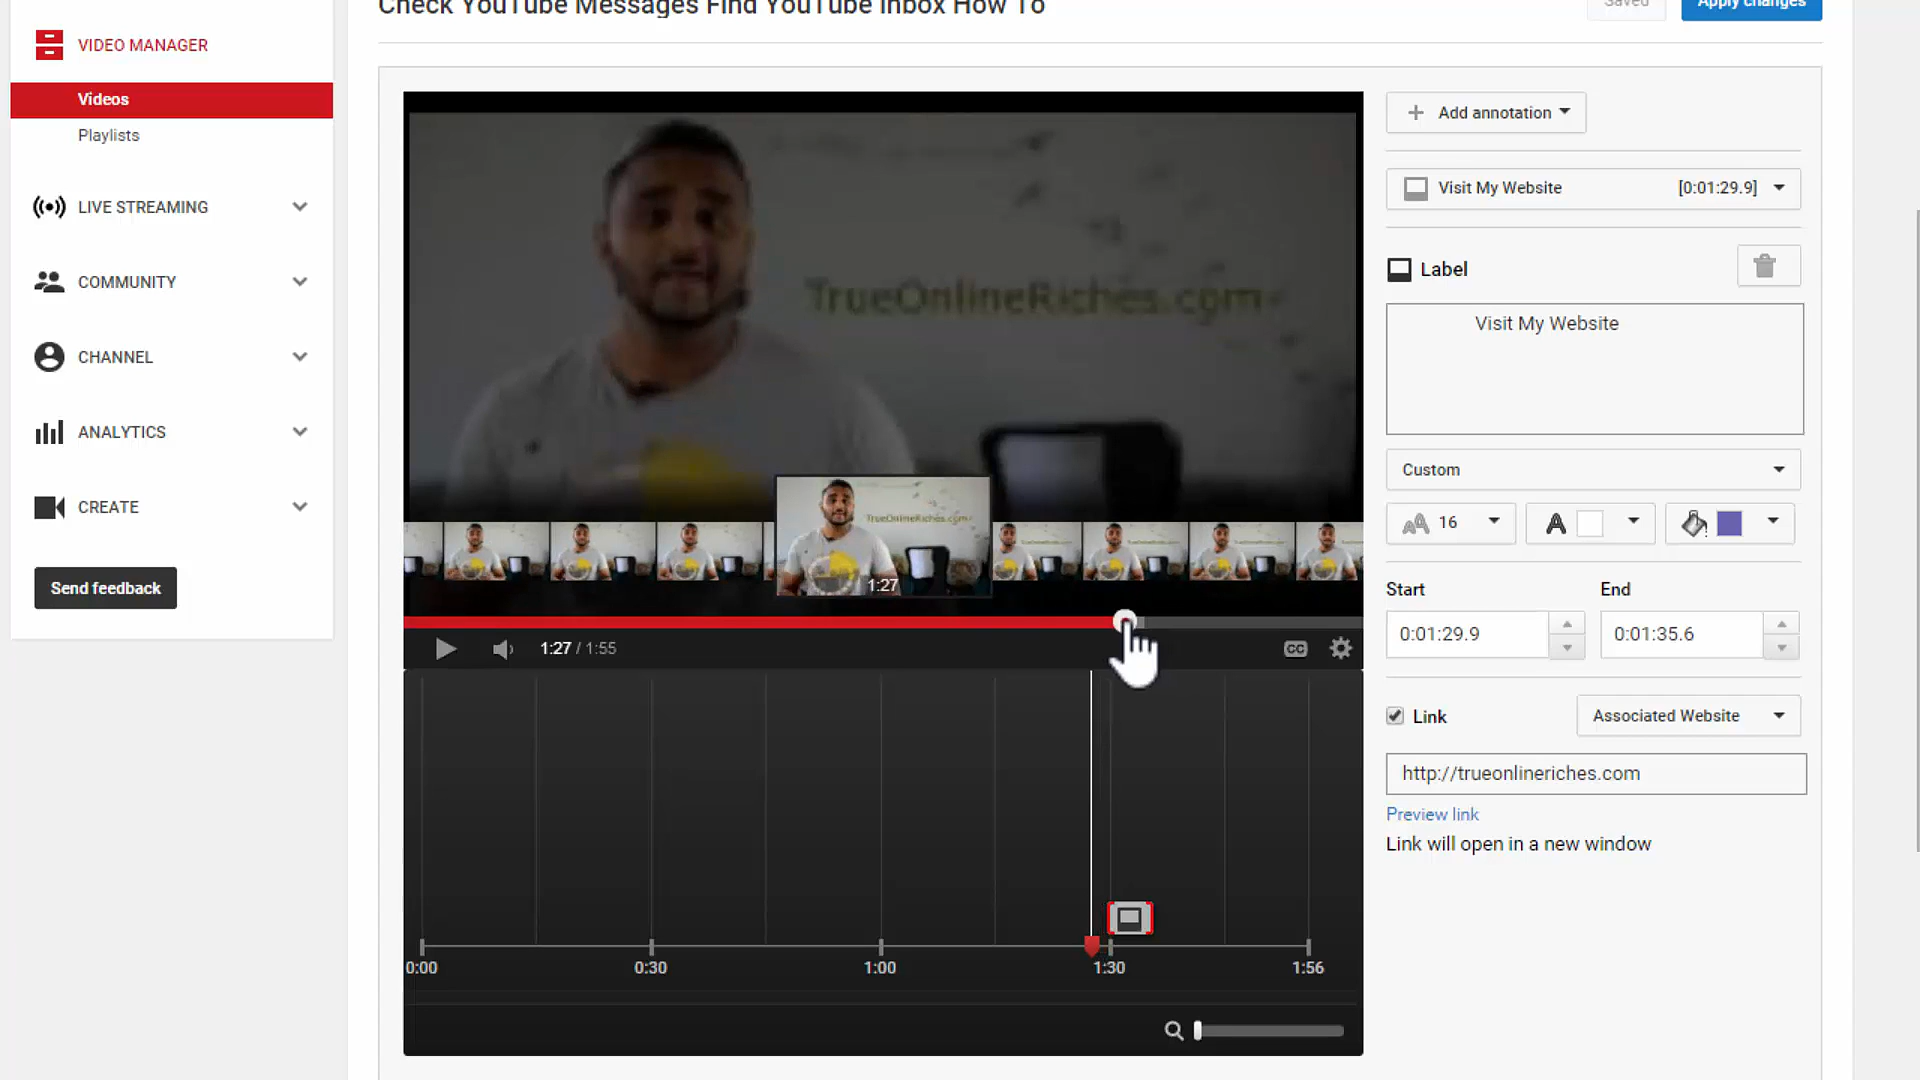 Check YouTube Messages Find YouTube Inbox How To
Saved
Apply changes
VIDEO MANAGER
Videos
Playlists
LIVE STREAMING
COMMUNITY
CHANNEL
ANALYTICS
CREATE
Send feedback
TrueOnlineRiches.com
TrueOnlineRiches.com
1:27
1:27 / 1:55
CC
0:00
0:30
1:00
1:30
1:56
Add annotation
Visit My Website [0:01:29.9]
Label
Visit My Website
Custom
16
A
Start
End
0:01:29.9
0:01:35.6
Link
Associated Website
http://trueonlineriches.com
Preview link
Link will open in a new window